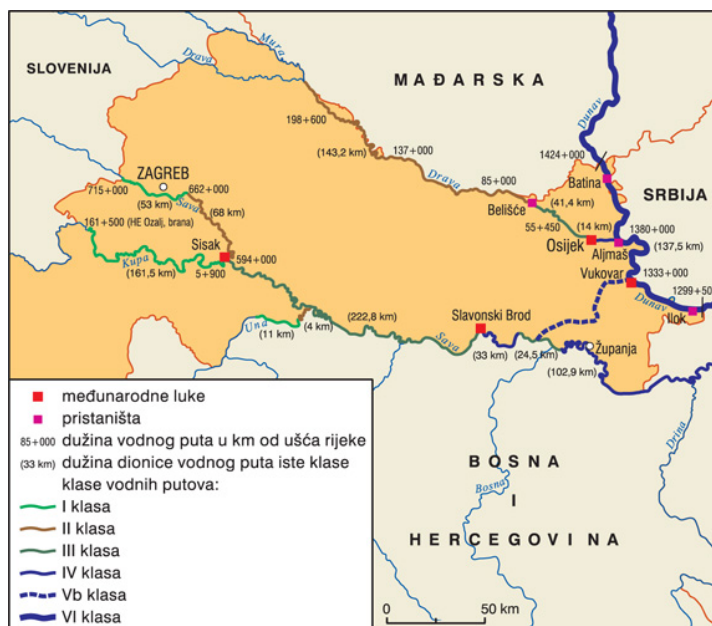 SLOVENIJA
Drava
Mura
MAĐARSKA
Dunav
198+600
(143,2 km)
137+000
Drava
85+000
1424+000
Batina
SRBIJA
ZAGREB
715+000
662+000
(53 km)
Sava
(68 km)
Belišće
(41,4 km)
55+450
(14 km)
1380+000
Osijek
Aljmaš
(137,5 km)
161+500 (HE Ozalj, brana)
Sisak
594+000
Kupa
(161,5 km)
5+900
Vukovar
1333+000
Dunav
1299+50
Ilok
Una
(11 km)
(4 km)
(222,8 km)
Sava
Slavonski Brod
(33 km)
(24,5 km)
Županja
(102,9 km)
Drina
Bosna
BOSNA
I
HERCEGOVINA
međunarodne luke
pristaništa
85+000 dužina vodnog puta u km od ušća rijeke
(33 km) dužina dionice vodnog puta iste klase
klase vodnih putova:
I klasa
II klasa
III klasa
IV klasa
Vb klasa
VI klasa
0 50 km